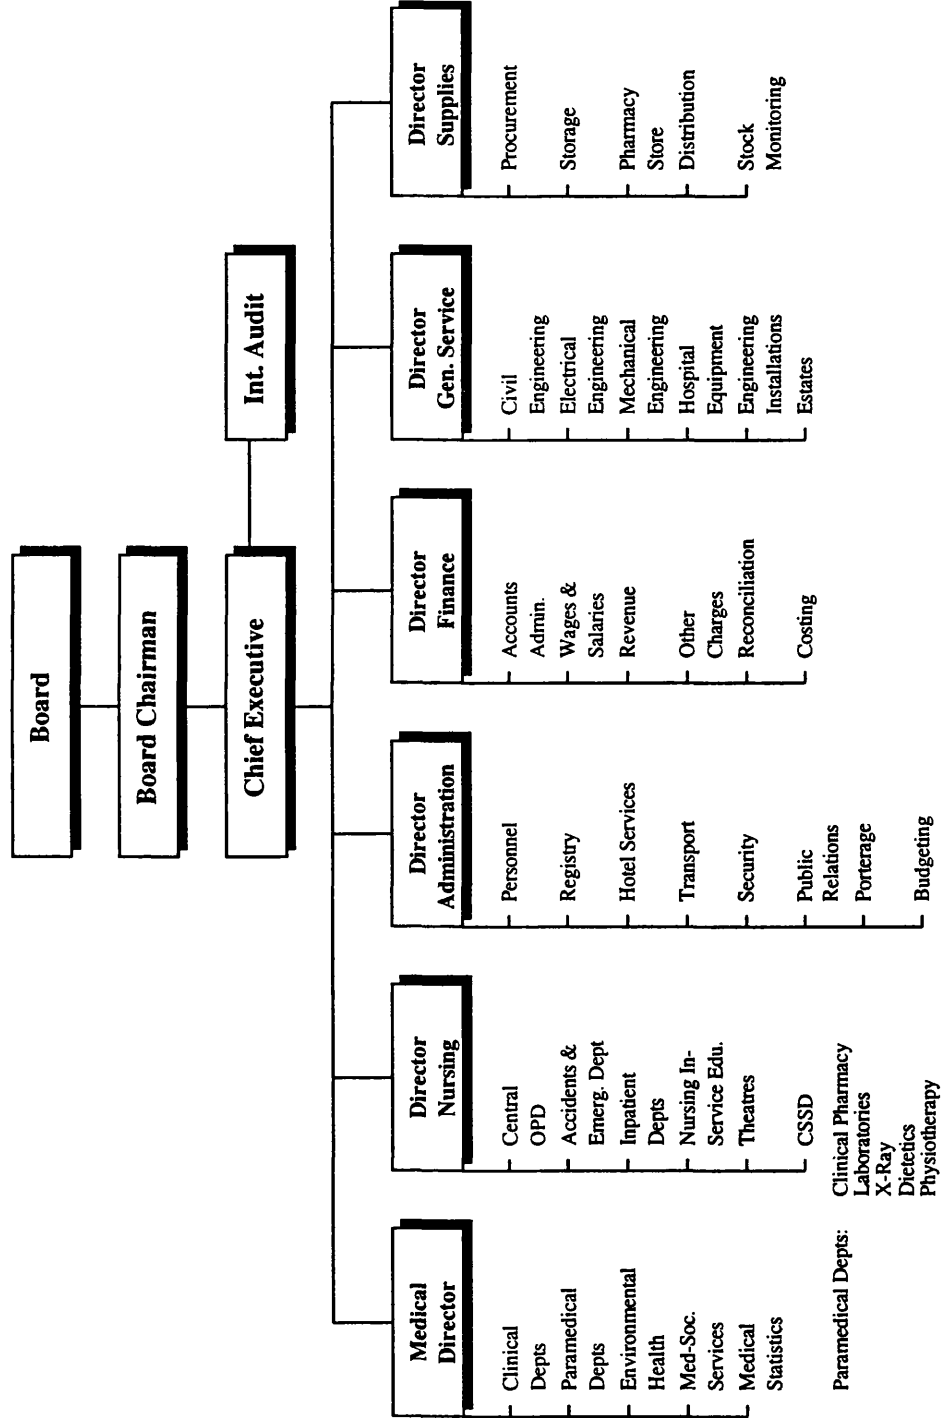 Board
Board Chairman
Chief Executive
Int. Audit
Medical
Director
Clinical
Depts
Paramedical
Depts
Environmental
Health
Med-Soc.
Services
Medical
Statistics
Director
Nursing
Central
OPD
Accidents &
Emerg. Dept
Inpatient
Depts
Nursing In-
Service Edu.
Theatres
CSSD
Director
Administration
Personnel
Registry
Hotel Services
Transport
Security
Public
Relations
Porterage
Budgeting
Director
Finance
Accounts
Admin.
Wages &
Salaries
Revenue
Other
Charges
Reconciliation
Costing
Director
Gen. Service
Civil
Engineering
Electrical
Engineering
Mechanical
Engineering
Hospital
Equipment
Engineering
Installations
Estates
Director
Supplies
Procurement
Storage
Pharmacy
Store
Distribution
Stock
Monitoring
Paramedical Depts: Clinical Pharmacy
Laboratories
X-Ray
Dietetics
Physiotherapy